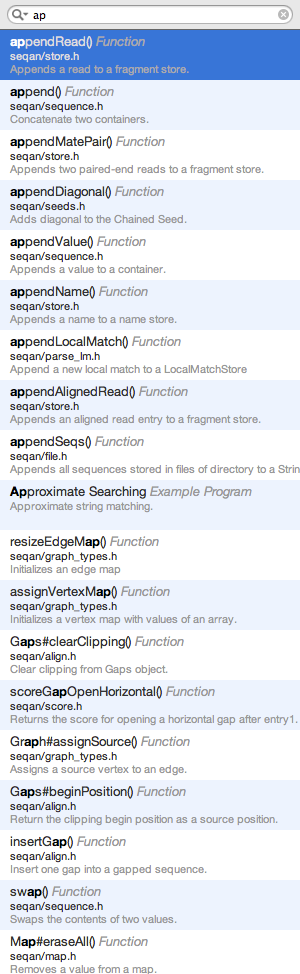 ap
appendRead() Function
seqan/store.h
Appends a read to a fragment store.
append() Function
seqan/sequence.h
Concatenate two containers.
appendMatePair() Function
seqan/store.h
Appends two paired-end reads to a fragment store.
appendDiagonal() Function
seqan/seeds.h
Adds diagonal to the Chained Seed.
appendValue() Function
seqan/sequence.h
Appends a value to a container.
appendName() Function
seqan/store.h
Appends a name to a name store.
appendLocalMatch() Function
seqan/parse_lm.h
Append a new local match to a LocalMatchStore
appendAlignedRead() Function
seqan/store.h
Appends an aligned read entry to a fragment store.
appendSeqs() Function
seqan/file.h
Appends all sequences stored in files of directory to a Strin
Approximate Searching Example Program
Approximate string matching.
resizeEdgeMap() Function
seqan/graph_types.h
Initializes an edge map
assignVertexMap() Function
seqan/graph_types.h
Initializes a vertex map with values of an array.
Gaps#clearClipping() Function
seqan/align.h
Clear clipping from Gaps object.
scoreGapOpenHorizontal() Function
seqan/score.h
Returns the score for opening a horizontal gap after entry1.
Graph#assignSource() Function
seqan/graph_types.h
Assigns a source vertex to an edge.
Gaps#beginPosition() Function
seqan/align.h
Return the clipping begin position as a source position.
insertGap() Function
seqan/align.h
Insert one gap into a gapped sequence.
swap() Function
seqan/sequence.h
Swaps the contents of two values.
Map#eraseAll() Function
seqan/map.h
Removes a value from a map.